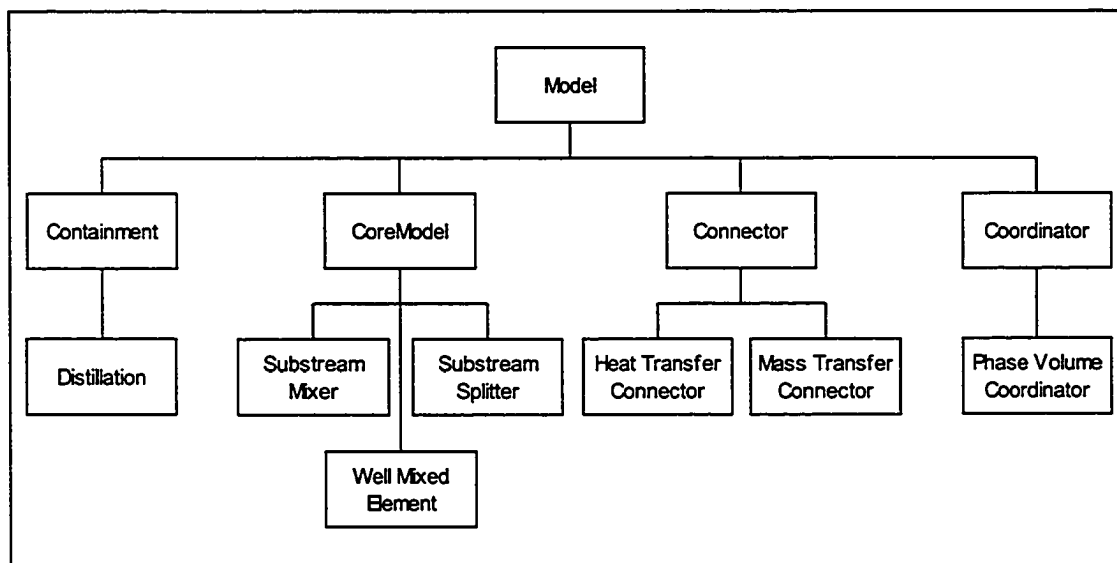 Model
Containment
CoreModel
Connector
Coordinator
Distillation
Substream
Mixer
Substream
Splitter
Heat Transfer
Connector
Mass Transfer
Connector
Phase Volume
Coordinator
Well Mixed
Element